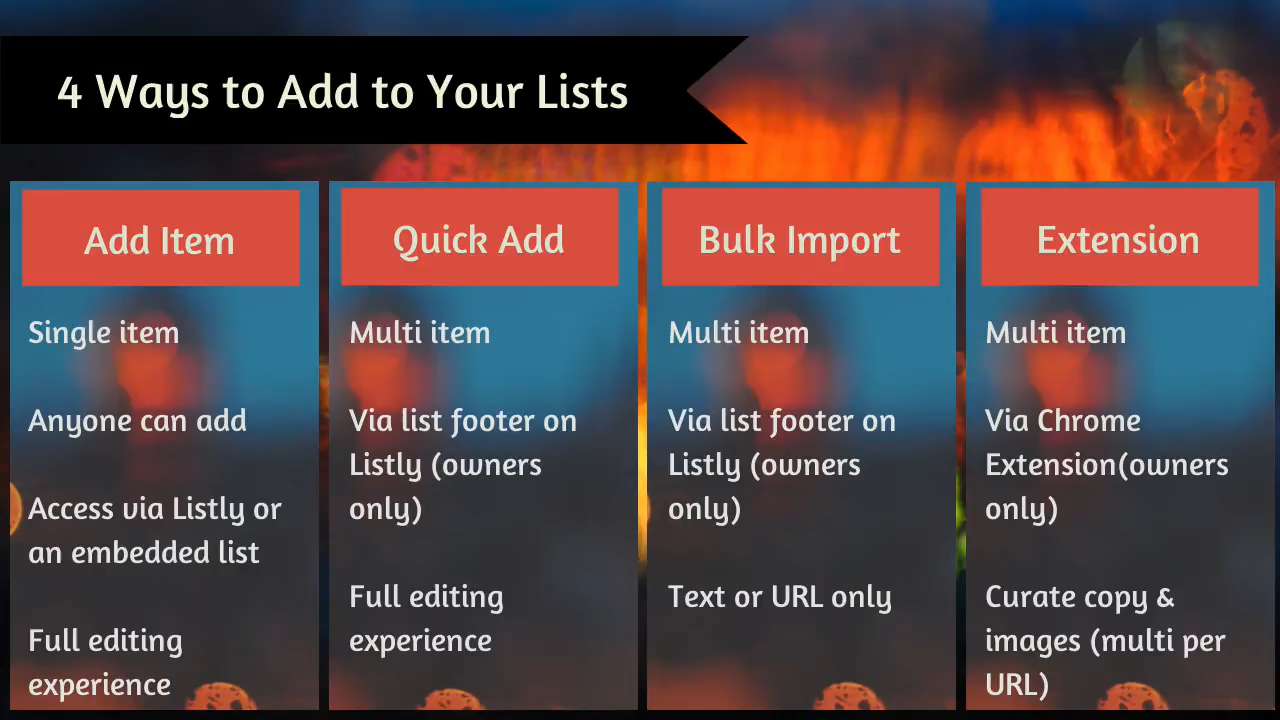 4 Ways to Add to Your Lists
Add Item
Single item
Anyone can add
Access via Listly or
an embedded list
Full editing
experience
Quick Add
Multi item
Via list footer on
Listly (owners
only)
Full editing
experience
Bulk Import
Multi item
Via list footer on
Listly (owners
only)
Text or URL only
Extension
Multi item
Via Chrome
Extension(owners
only)
Curate copy &
images (multi per
URL)